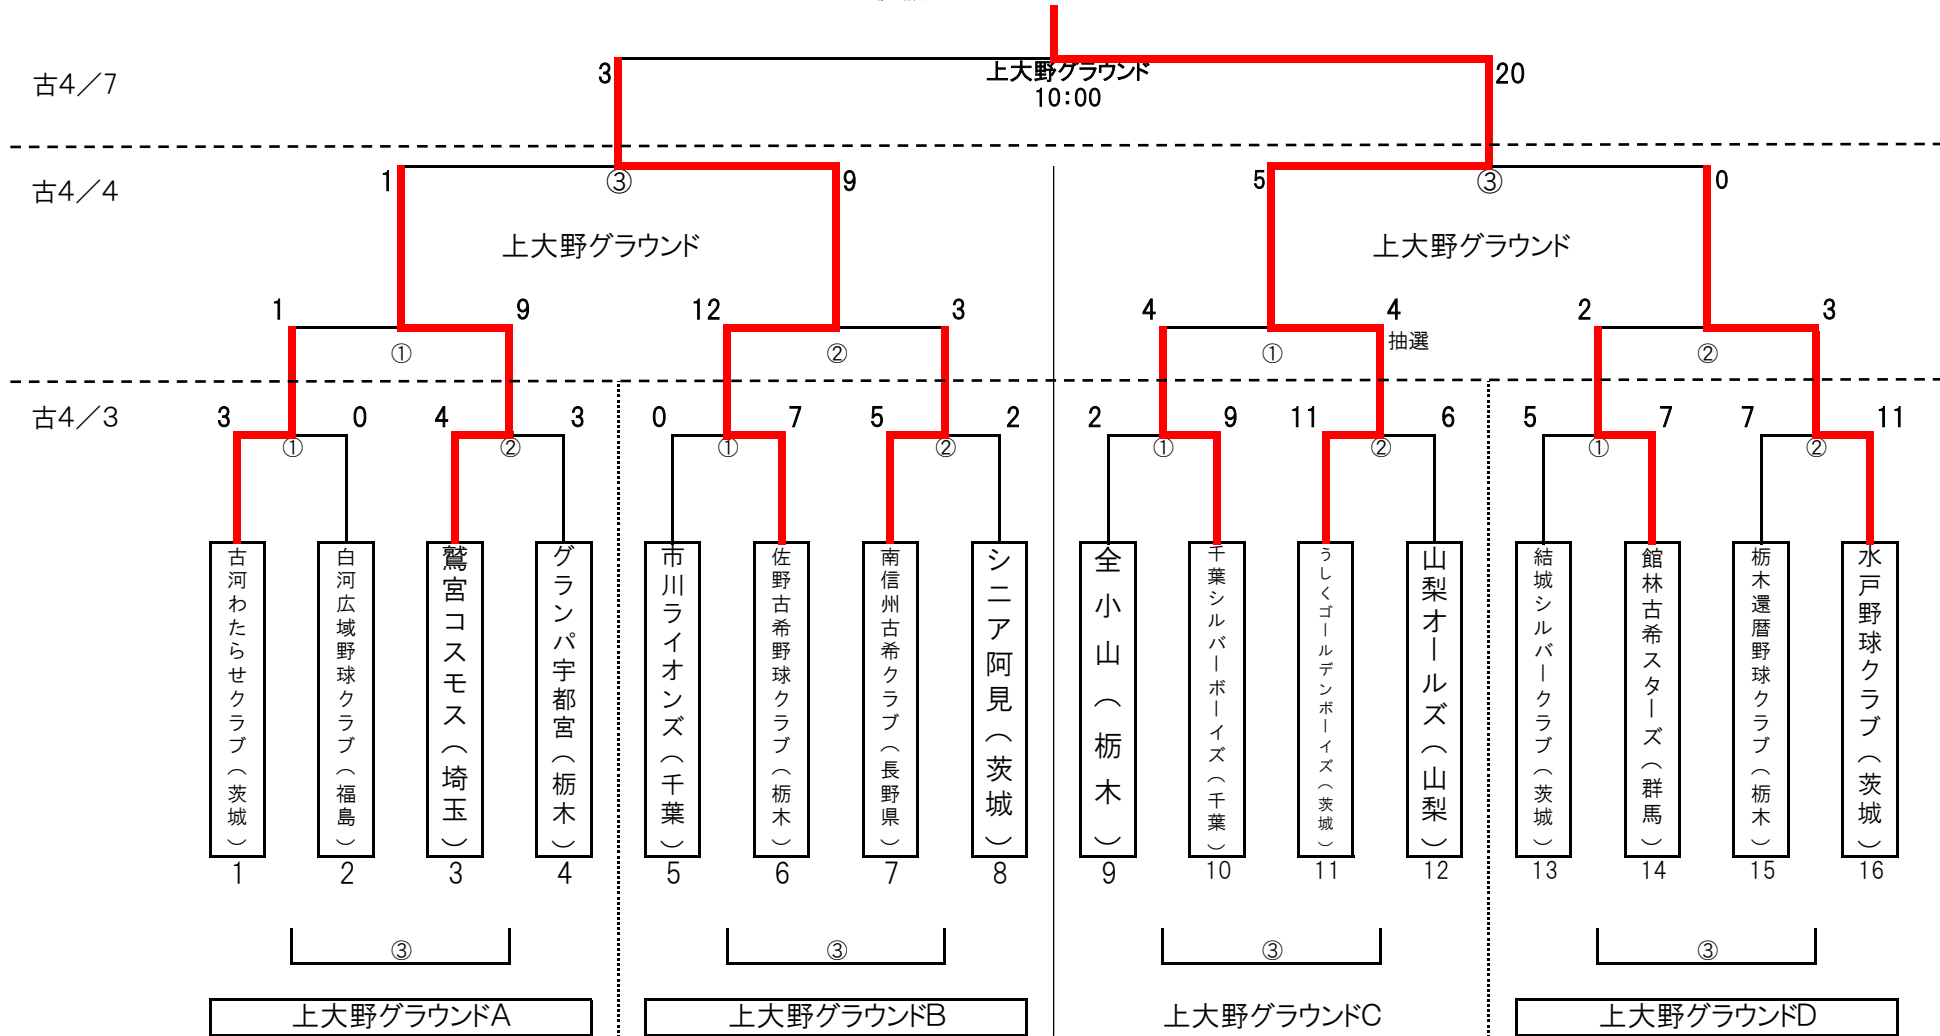 3
20
古4／7
上大野グラウンド
10：00
古4／4
1
③
9
5
③
0
上大野グラウンド
上大野グラウンド
1
9
12
3
4
4
2
3
①
②
①
抽選
②
古4／3
3
0
4
3
0
7
5
2
2
9
11
6
5
7
7
11
①
②
①
②
①
②
①
②
古河わたらせクラブ（茨城）
白河広域野球クラブ（福島）
鷲宮コスモス（埼玉）
グランパ宇都宮（栃木）
市川ライオンズ（千葉）
佐野古希野球クラブ（栃木）
南信州古希クラブ（長野県）
シニア阿見（茨城）
全小山（栃木）
千葉シルバーボーイズ（千葉）
うしくゴールデンボーイズ（茨城）
山梨オールズ（山梨）
結城シルバークラブ（茨城）
館林古希スターズ（群馬）
栃木還暦野球クラブ（栃木）
水戸野球クラブ（茨城）
1
2
3
4
5
6
7
8
9
10
11
12
13
14
15
16
③
③
③
③
上大野グラウンドA
上大野グラウンドB
上大野グラウンドC
上大野グラウンドD